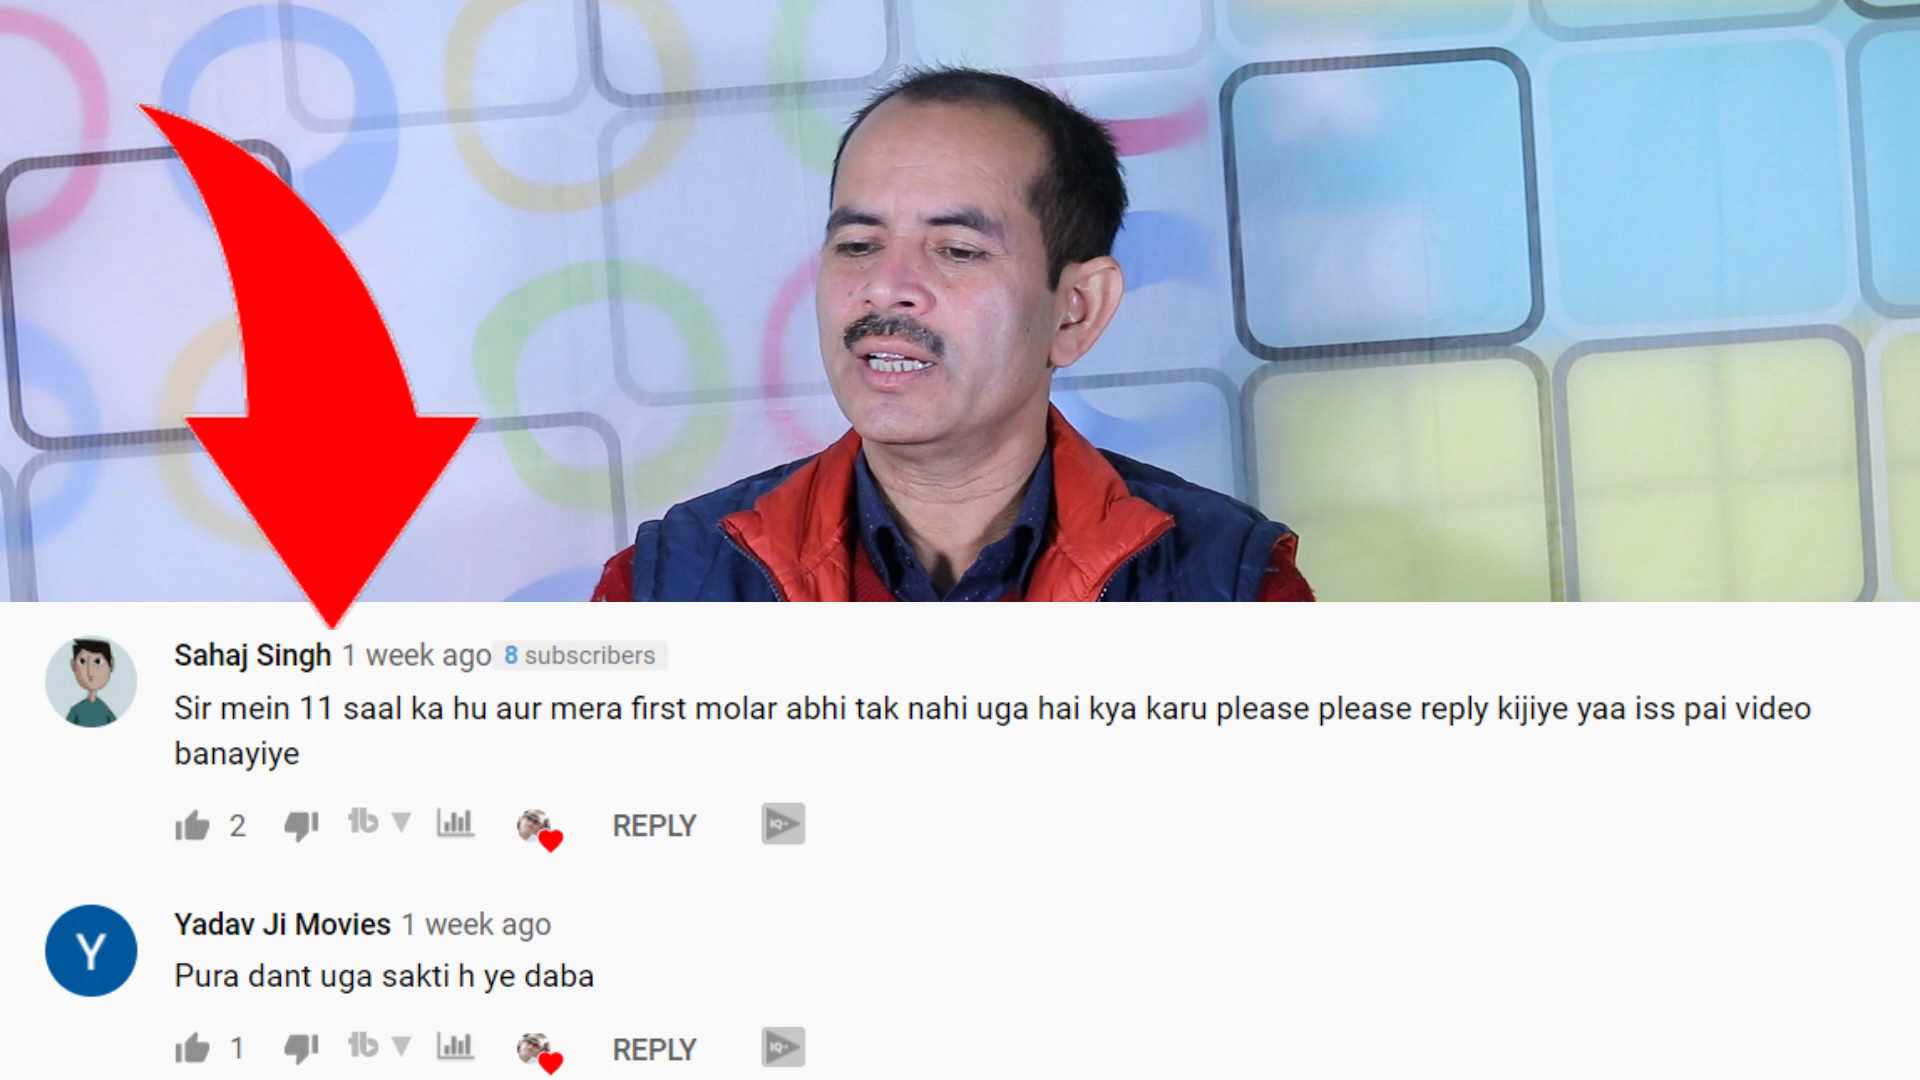 Sahaj Singh 1 week ago 8 subscribers
Sir mein 11 saal ka hu aur mera first molar abhi tak nahi uga hai kya karu please please reply kijiye yaa iss pai video
banayiye
2 REPLY IQ+
Y
Yadav Ji Movies 1 week ago
Pura dant uga sakti h ye daba
1 REPLY IQ+